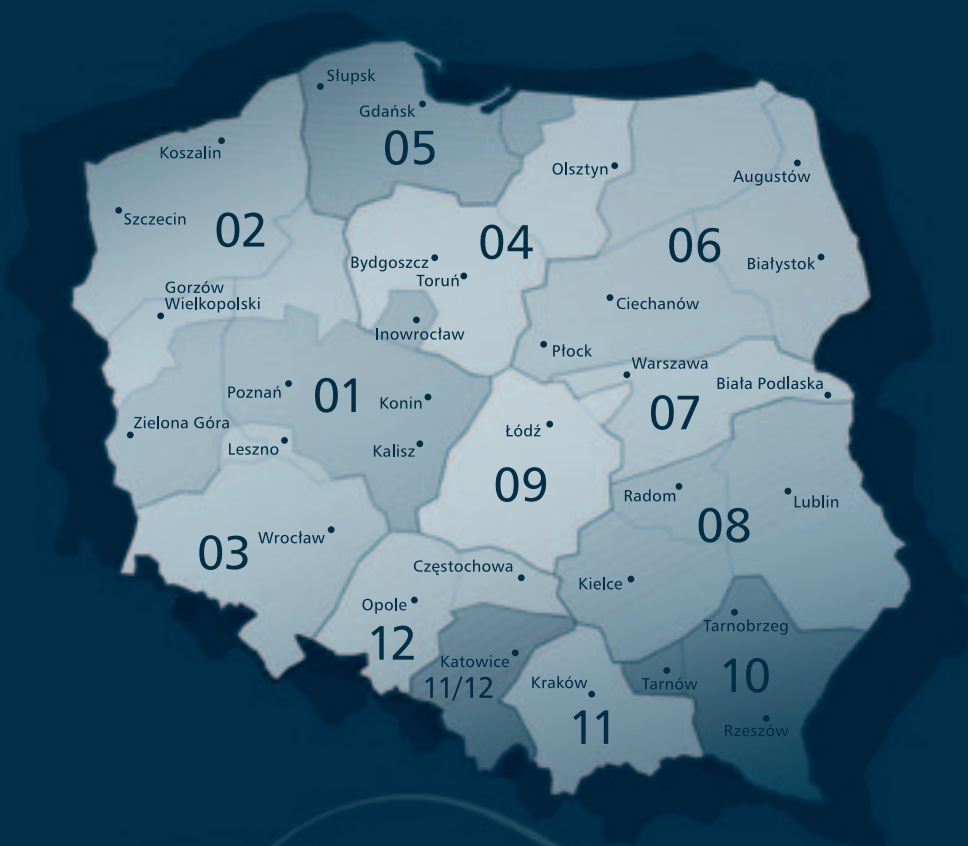 Słupsk
Gdańsk
05
Koszalin
Olsztyn
Augustów
Szczecin
02
04
06
Bydgoszcz
Toruń
Białystok
Gorzów
Wielkopolski
Ciechanów
Inowrocław
Płock
Warszawa
Biała Podlaska
Poznań
01
Konin
07
Zielona Góra
Łódź
Leszno
Kalisz
09
Radom
Lublin
08
03
Wrocław
Częstochowa
Kielce
Opole
12
Tarnobrzeg
Katowice
11/12
Kraków
Tarnów
10
11
Rzeszów